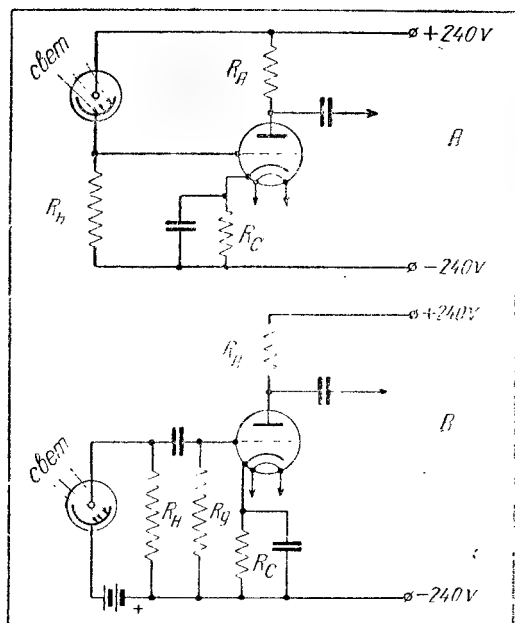 +240V
свет
R_A
A
R_H
R_C
-240V
+240V
R_A
B
свет
R_H
R_g
R_C
+
-240V